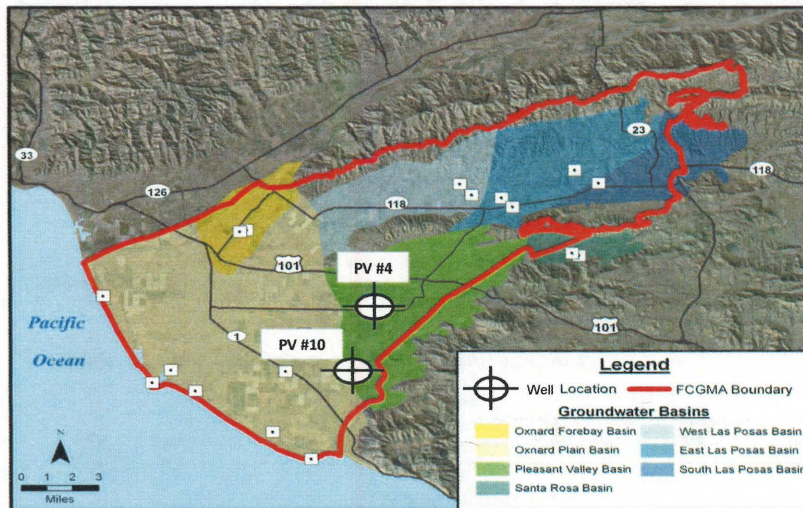 33
126
23
118
118
101
PV #4
1
PV #10
101
Pacific
Ocean
N
0 1 2 3
Miles
Legend
Well Location
FCGMA Boundary
Groundwater Basins
Oxnard Forebay Basin
West Las Posas Basin
Oxnard Plain Basin
East Las Posas Basin
Pleasant Valley Basin
South Las Posas Basin
Santa Rosa Basin